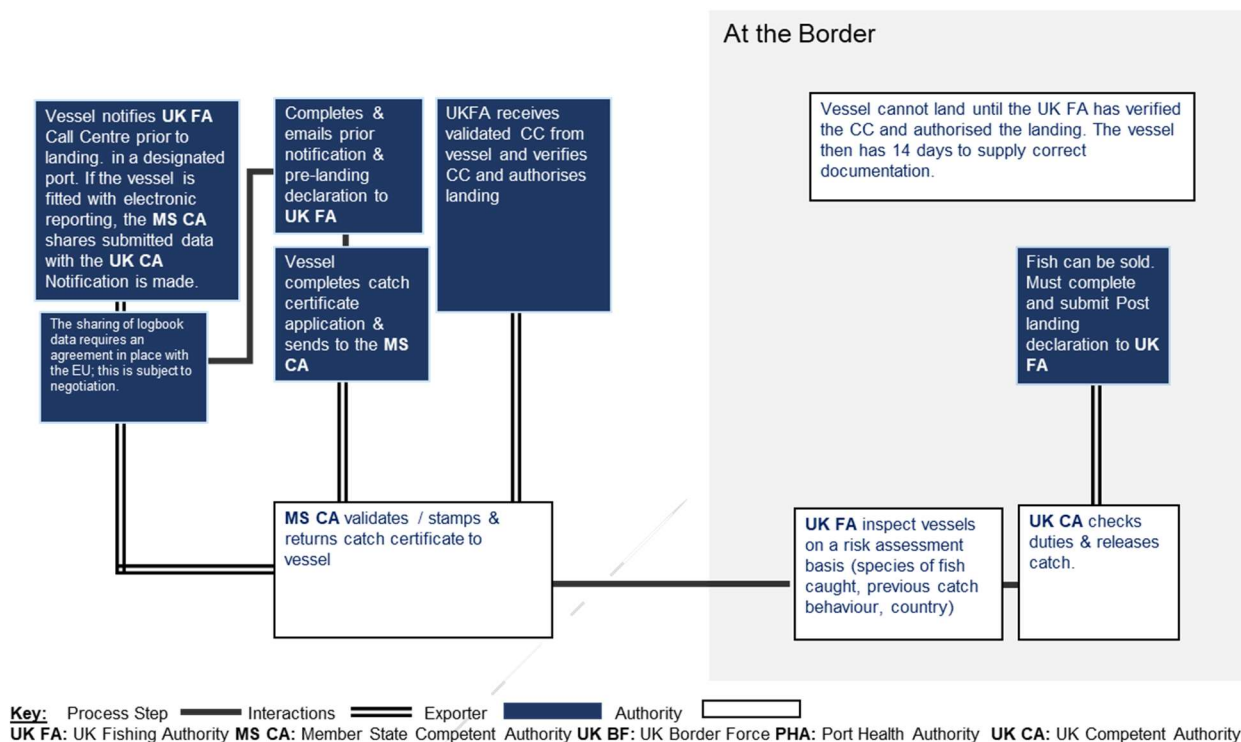 At the Border
Vessel notifies UK FA
Call Centre prior to
landing. in a designated
port. If the vessel is
fitted with electronic
reporting, the MS CA
shares submitted data
with the UK CA
Notification is made.
The sharing of logbook
data requires an
agreement in place with
the EU; this is subject to
negotiation.
Completes &
emails prior
notification &
pre-landing
declaration to
UK FA
Vessel
completes catch
certificate
application &
sends to the MS
CA
UKFA receives
validated CC from
vessel and verifies
CC and authorises
landing
MS CA validates / stamps &
returns catch certificate to
vessel
Vessel cannot land until the UK FA has verified
the CC and authorised the landing. The vessel
then has 14 days to supply correct
documentation.
UK FA inspect vessels
on a risk assessment
basis (species of fish
caught, previous catch
behaviour, country)
UK CA checks
duties & releases
catch.
Fish can be sold.
Must complete
and submit Post
landing
declaration to UK
FA
Key: Process Step Interactions Exporter Authority
UK FA: UK Fishing Authority MS CA: Member State Competent Authority UK BF: UK Border Force PHA: Port Health Authority UK CA: UK Competent Authority